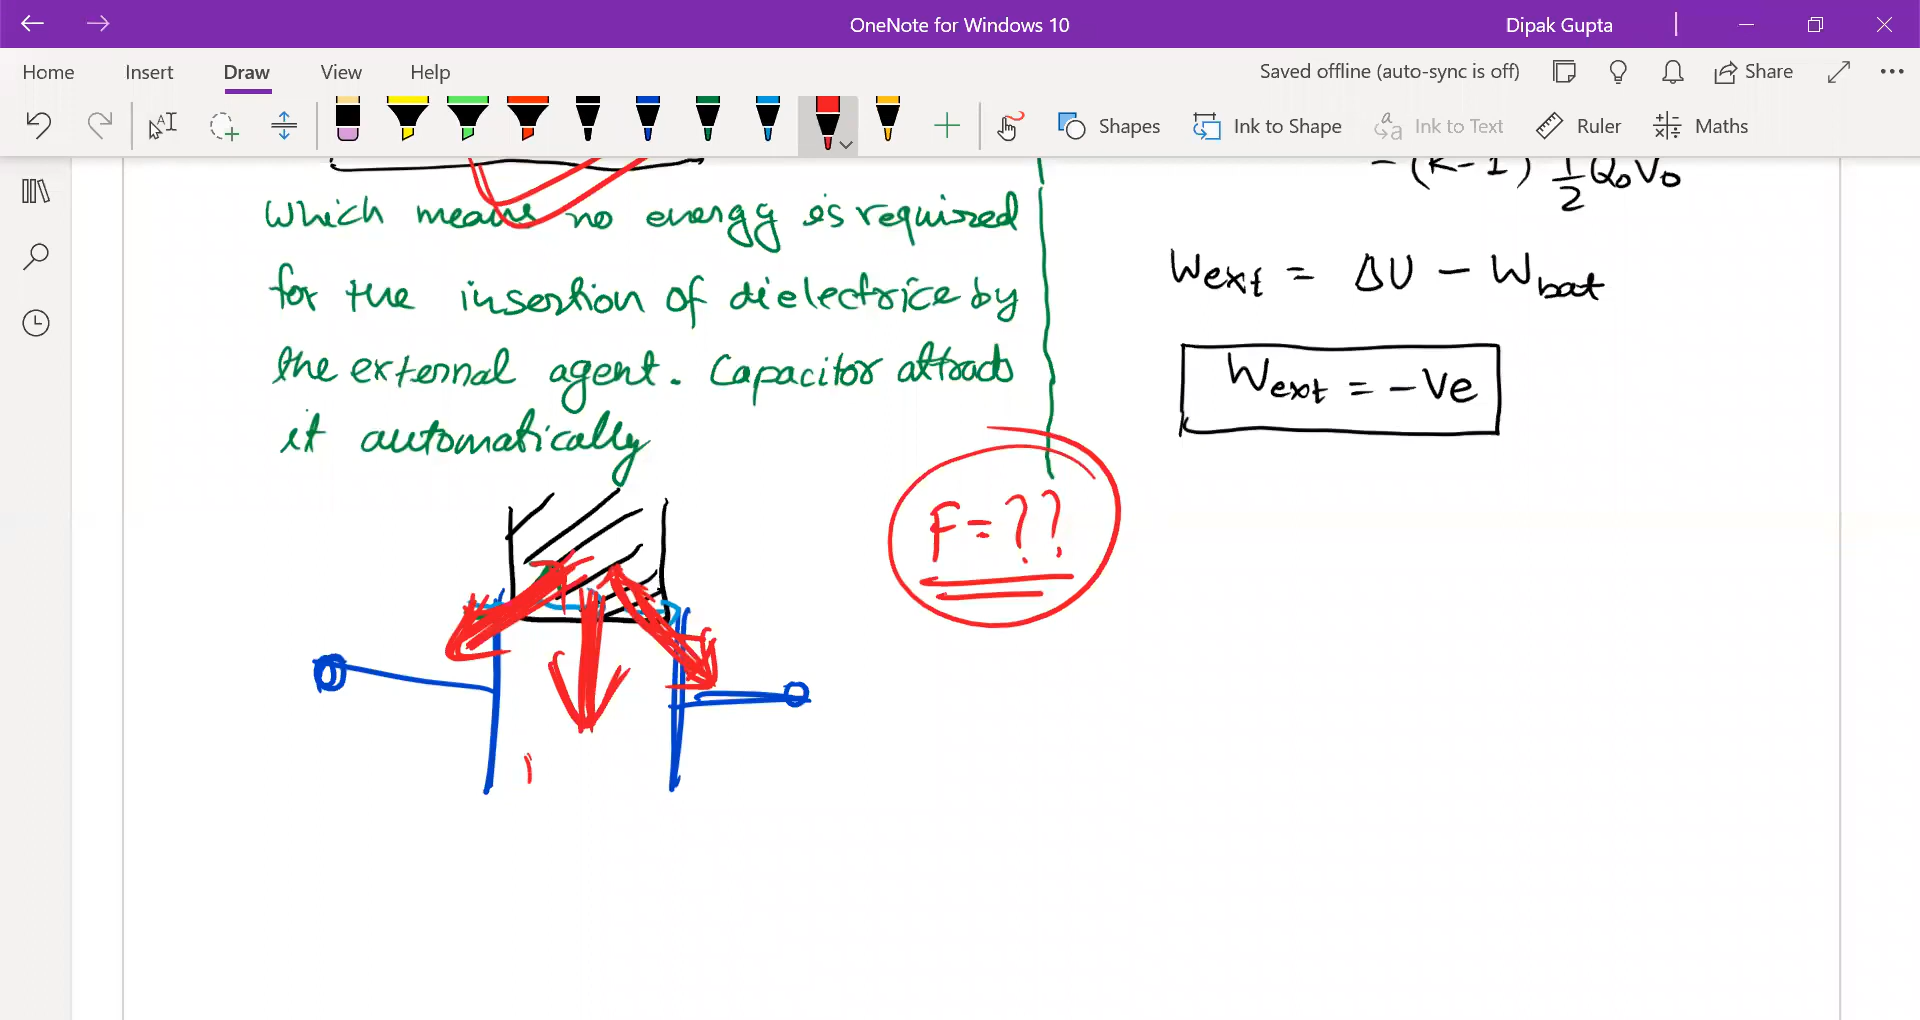 OneNote for Windows 10
Dipak Gupta
Home Insert Draw View Help
Saved offline (auto-sync is off) Share
Shapes Ink to Shape Ink to Text Ruler Maths
- (K-1) 1/2 Q₀V₀
Which means no energy is required
for the insertion of dielectrice by
the external agent. Capacitor attracts
it automatically
Wext = ΔU - Wbat
Wext = -Ve
F = ??